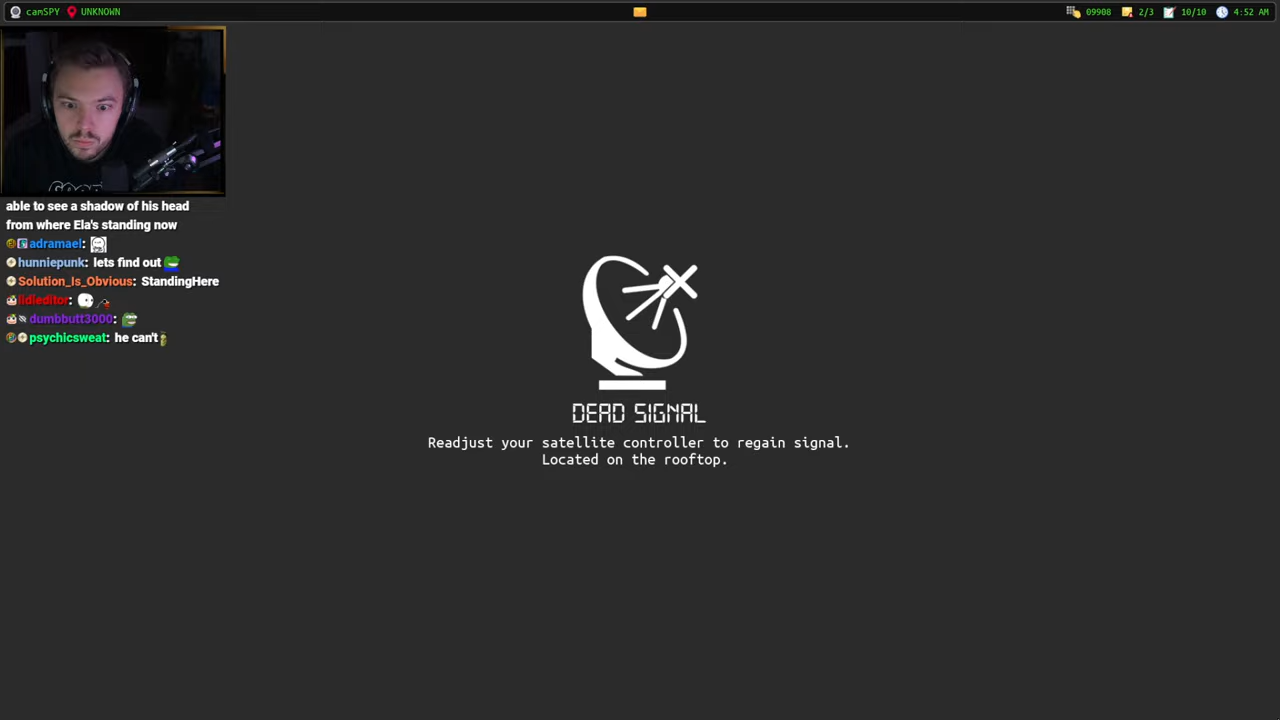 camSPY UNKNOWN 09908 2/3 10/10 4:52 AM
able to see a shadow of his head
from where Ela's standing now
adramael:
hunniepunk: lets find out
Solution_Is_Obvious: StandingHere
lidleditor:
dumbbutt3000:
psychicsweat: he can't
DEAD SIGNAL
Readjust your satellite controller to regain signal.
Located on the rooftop.